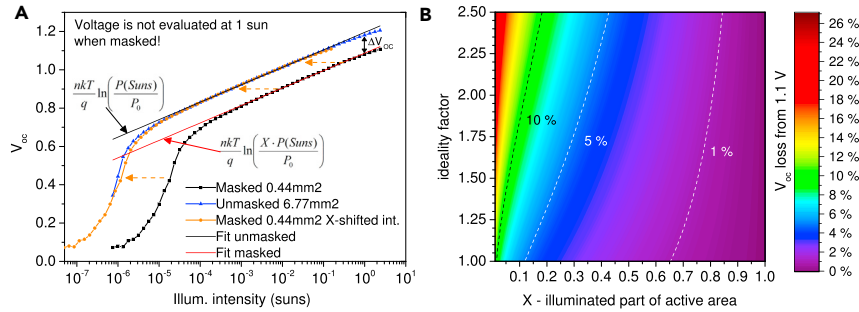 A
Voltage is not evaluated at 1 sun
when masked!
ΔVoc
nkT/q ln(P(Suns)/P0)
nkT/q ln(X·P(Suns)/P0)
Masked 0.44mm2
Unmasked 6.77mm2
Masked 0.44mm2 X-shifted int.
Fit unmasked
Fit masked
Voc
1.2
1.0
0.8
0.6
0.4
0.2
0.0
10-7
10-6
10-5
10-4
10-3
10-2
10-1
100
101
Illum. intensity (suns)
B
ideality factor
2.50
2.25
2.00
1.75
1.50
1.25
1.00
10 %
5 %
1 %
0.1
0.2
0.3
0.4
0.5
0.6
0.7
0.8
0.9
1.0
X - illuminated part of active area
Voc loss from 1.1 V
26 %
24 %
22 %
20 %
18 %
16 %
14 %
12 %
10 %
8 %
6 %
4 %
2 %
0 %